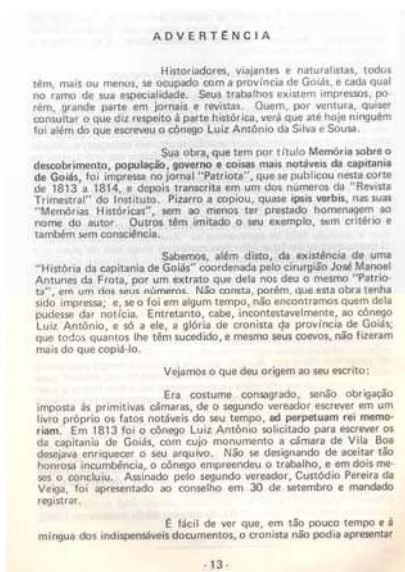 ADVERTÊNCIA
Historiadores, viajantes e naturalistas, todos
têm, mais ou menos, se ocupado com a província de Goiás, e cada qual
no ramo de sua especialidade. Seus trabalhos existem impressos, po-
rém, grande parte em jornais e revistas. Quem, por ventura, quiser
consultar o que diz respeito à parte histórica, verá que até hoje ninguém
foi além do que escreveu o cônego Luiz Antônio da Silva e Sousa.
Sua obra, que tem por título Memória sobre o
descobrimento, população, governo e coisas mais notáveis da capitania
de Goiás, foi impressa no jornal "Patriota", que se publicou nesta corte
de 1813 a 1814, e depois transcrita em um dos números da "Revista
Trimestral" do Instituto. Pizarro a copiou, quase ipsis verbis, nas suas
"Memórias Históricas", sem ao menos ter prestado homenagem ao
nome do autor. Outros têm imitado o seu exemplo, sem critério e
também sem consciência.
Sabemos, além disto, da existência de uma
"História da capitania de Goiás" coordenada pelo cirurgião José Manoel
Antunes da Frota, por um extrato que dela nos deu o mesmo "Patrio-
ta", em um dos seus números. Não consta, porém, que esta obra tenha
sido impressa; e, se o foi em algum tempo, não encontramos quem dela
pudesse dar notícia. Entretanto, cabe, incontestavelmente, ao cônego
Luiz Antônio, e só a ele, a glória de cronista da província de Goiás;
que todos quantos lhe têm sucedido, e mesmo seus coevos, não fizeram
mais do que copiá-lo.
Vejamos o que deu origem ao seu escrito:
Era costume consagrado, senão obrigação
imposta às primitivas câmaras, de o segundo vereador escrever em um
livro próprio os fatos notáveis do seu tempo, ad perpetuam rei memo-
riam. Em 1813 foi o cônego Luiz Antônio solicitado para escrever os
da capitania de Goiás, com cujo monumento a câmara de Vila Boa
desejava enriquecer o seu arquivo. Não se designando de aceitar tão
honrosa incumbência, o cônego empreendeu o trabalho, e em dois me-
ses o concluiu. Assinado pelo segundo vereador, Custódio Pereira da
Veiga, foi apresentado ao conselho em 30 de setembro e mandado
registrar.
É fácil de ver que, em tão pouco tempo e à
míngua dos indispensáveis documentos, o cronista não podia apresentar
- 13 -